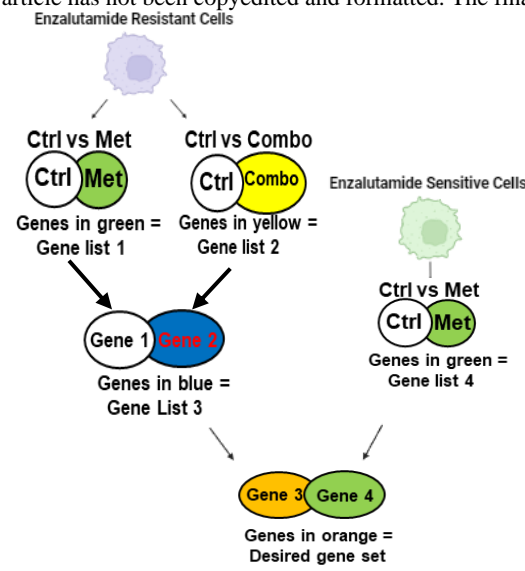 article has not been copyedited and formatted. The fina
Enzalutamide Resistant Cells
Ctrl vs Met
Ctrl vs Combo
Ctrl Met
Ctrl Combo
Genes in green =
Gene list 1
Genes in yellow =
Gene list 2
Enzalutamide Sensitive Cells
Ctrl vs Met
Ctrl Met
Genes in green =
Gene list 4
Gene 1 Gene 2
Genes in blue =
Gene List 3
Gene 3 Gene 4
Genes in orange =
Desired gene set